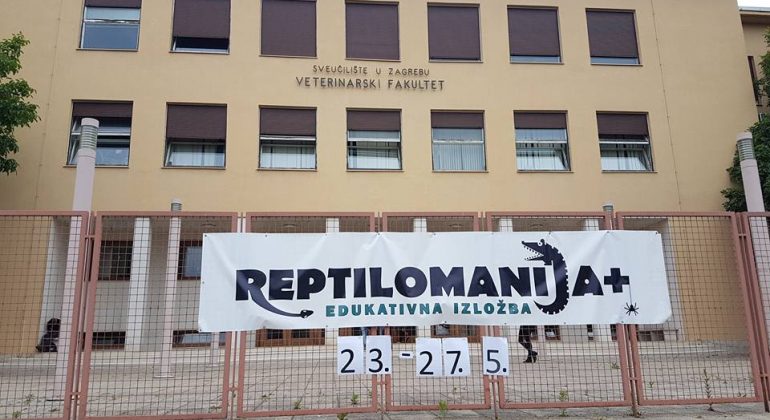 SVEUČILIŠTE U ZAGREBU
VETERINARSKI FAKULTET
REPTILOMANIJA+
EDUKATIVNA IZLOŽBA
23.-27. 5.